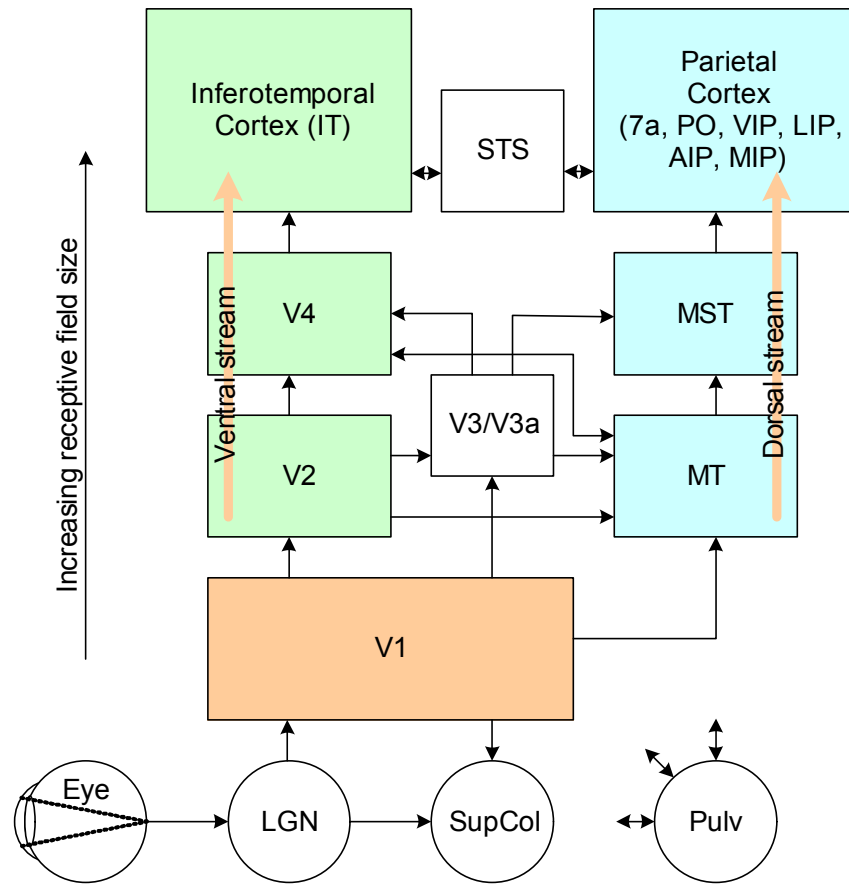 Inferotemporal
Cortex (IT)
STS
Parietal
Cortex
(7a, PO, VIP, LIP,
AIP, MIP)
Increasing receptive field size
Ventral stream
V4
MST
Dorsal stream
V3/V3a
V2
MT
V1
Eye
LGN
SupCol
Pulv